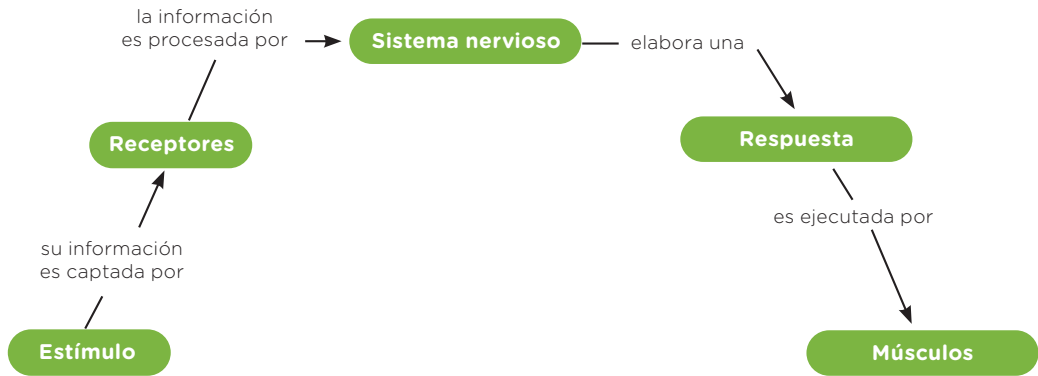 la información
es procesada por
Sistema nervioso
elabora una
Receptores
Respuesta
es ejecutada por
su información
es captada por
Estímulo
Músculos